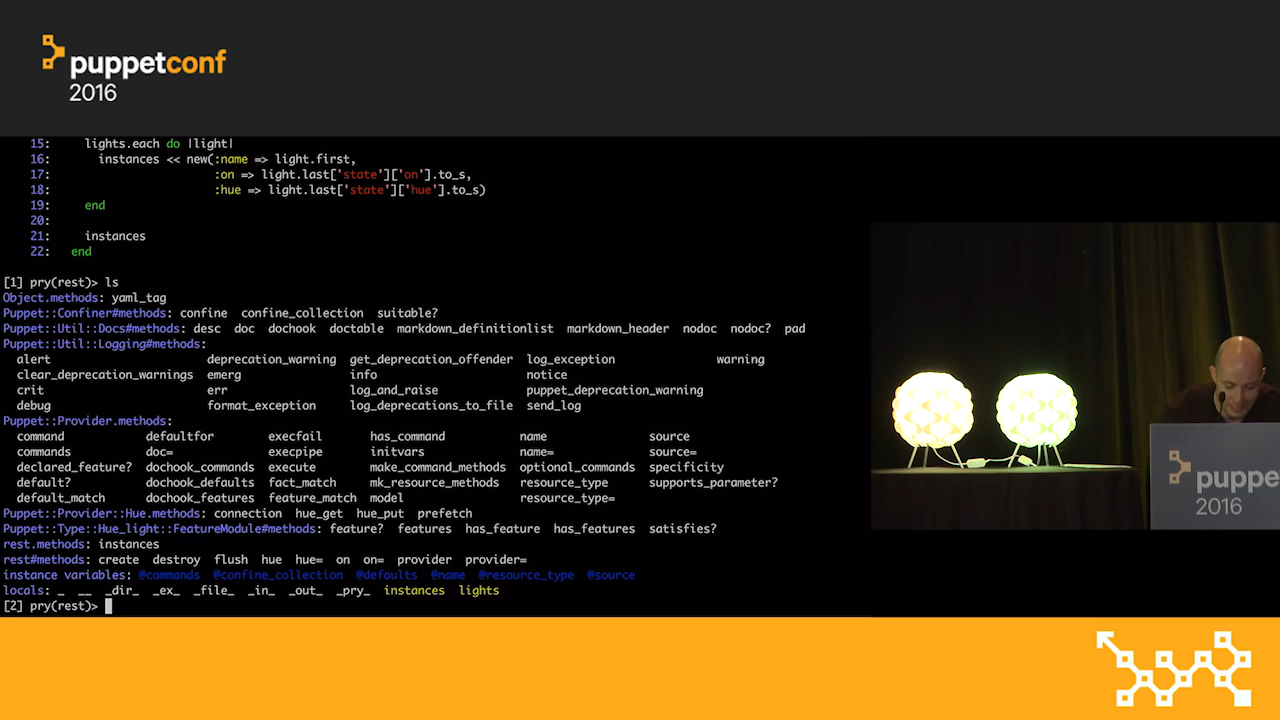 puppetconf
2016
15: lights.each do |light|
16: instances << new(:name => light.first,
17: :on => light.last['state']['on'].to_s,
18: :hue => light.last['state']['hue'].to_s)
19: end
20:
21: instances
22: end
[1] pry(rest)> ls
Object.methods: yaml_tag
Puppet::Confiner#methods: confine confine_collection suitable?
Puppet::Util::Docs#methods: desc doc dochook doctable markdown_definitionlist markdown_header nodoc nodoc? pad
Puppet::Util::Logging#methods:
alert deprecation_warning get_deprecation_offender log_exception warning
clear_deprecation_warnings emerg info notice
crit err log_and_raise puppet_deprecation_warning
debug format_exception log_deprecations_to_file send_log
Puppet::Provider.methods:
command defaultfor execfail has_command name source
commands doc= execpipe initvars name= source=
declared_feature? dochook_commands execute make_command_methods optional_commands specificity
default? dochook_defaults fact_match mk_resource_methods resource_type supports_parameter?
default_match dochook_features feature_match model resource_type=
Puppet::Provider::Hue.methods: connection hue_get hue_put prefetch
Puppet::Type::Hue_light::FeatureModule#methods: feature? features has_feature has_features satisfies?
rest.methods: instances
rest#methods: create destroy flush hue hue= on on= provider provider=
instance variables: @commands @confine_collection @defaults @name @resource_type @source
locals: _ __ _dir_ _ex_ _file_ _in_ _out_ _pry_ instances lights
[2] pry(rest)>
puppe
2016